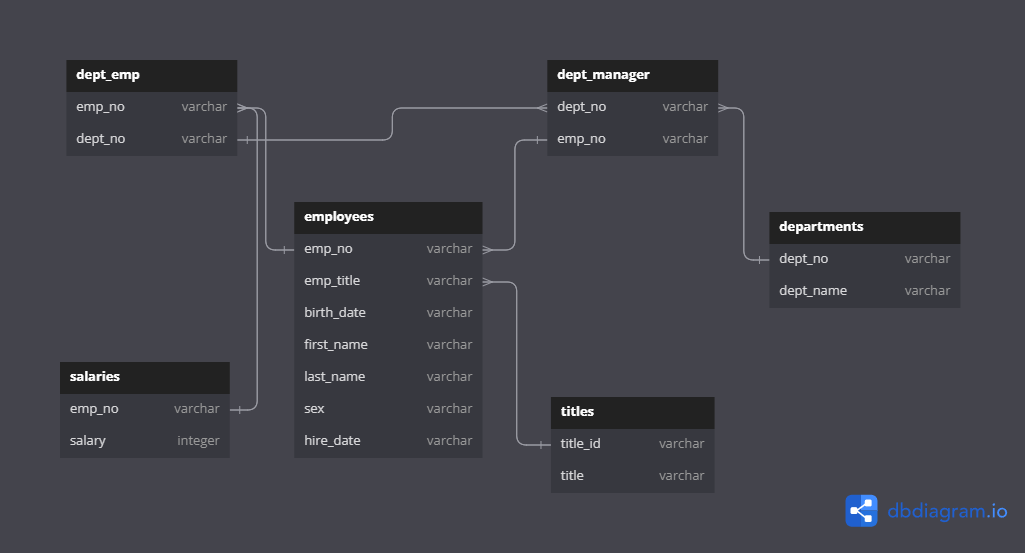 dept_emp
emp_no varchar
dept_no varchar
dept_manager
dept_no varchar
emp_no varchar
employees
emp_no varchar
emp_title varchar
birth_date varchar
first_name varchar
last_name varchar
sex varchar
hire_date varchar
departments
dept_no varchar
dept_name varchar
salaries
emp_no varchar
salary integer
titles
title_id varchar
title varchar
dbdiagram.io